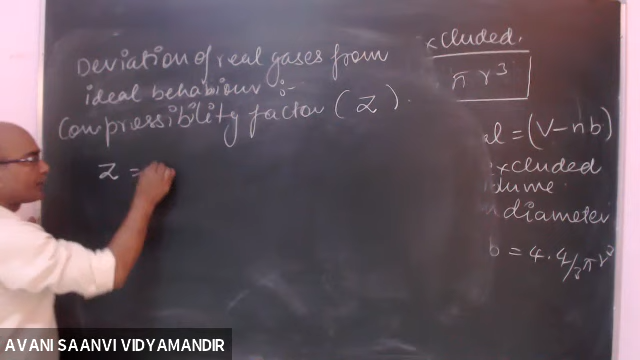 Deviation of real gases from
ideal behaviour :-
Compressibility factor (Z).
Z =
xcluded.
π r³
al = (V-nb)
excluded
lume
diameter
b = 4. 4/3 π r³
AVANI SAANVI VIDYAMANDIR